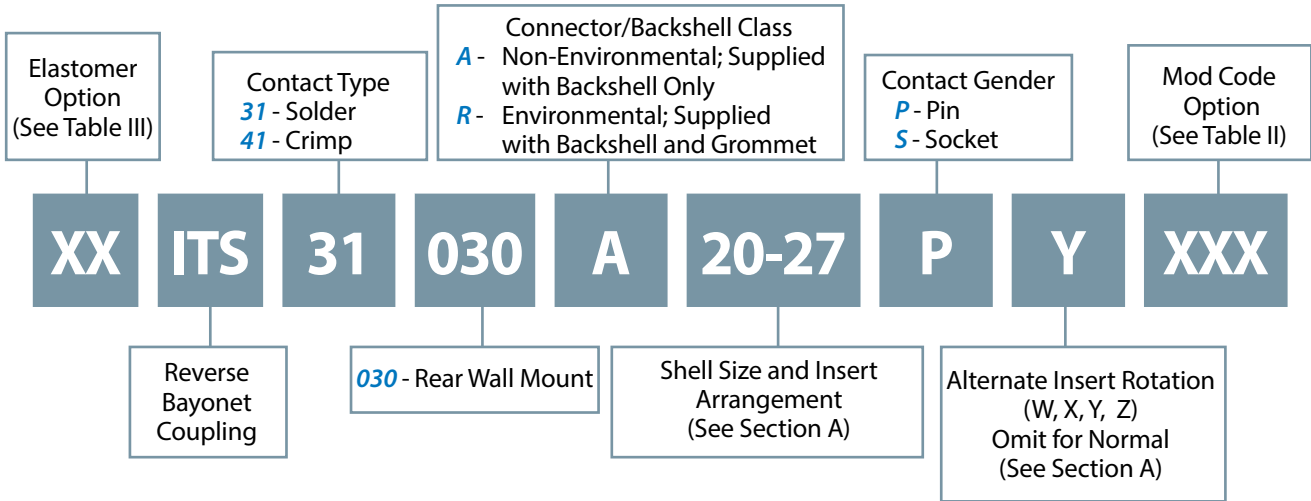 Elastomer
Option
(See Table III)
Contact Type
31 - Solder
41 - Crimp
Connector/Backshell Class
A - Non-Environmental; Supplied
with Backshell Only
R - Environmental; Supplied
with Backshell and Grommet
Contact Gender
P - Pin
S - Socket
Mod Code
Option
(See Table II)
XX ITS 31 030 A 20-27 P Y XXX
Reverse
Bayonet
Coupling
030 - Rear Wall Mount
Shell Size and Insert
Arrangement
(See Section A)
Alternate Insert Rotation
(W, X, Y, Z)
Omit for Normal
(See Section A)